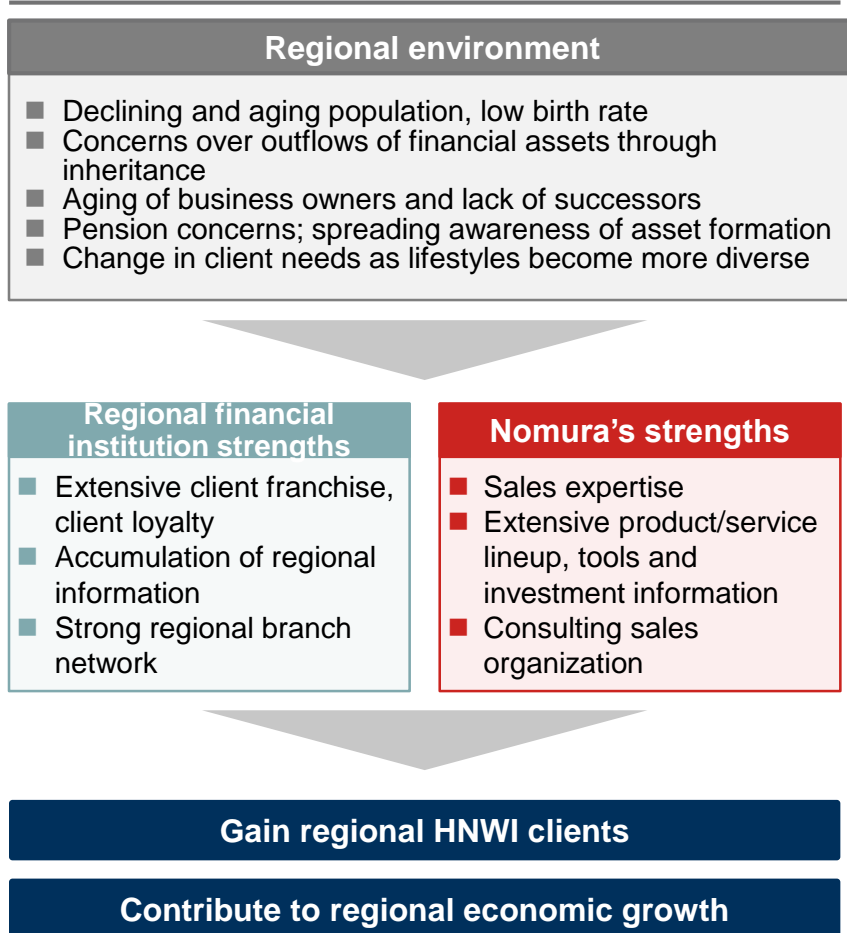 Regional environment
■ Declining and aging population, low birth rate
■ Concerns over outflows of financial assets through
inheritance
■ Aging of business owners and lack of successors
■ Pension concerns; spreading awareness of asset formation
■ Change in client needs as lifestyles become more diverse
Regional financial
institution strengths
■ Extensive client franchise,
client loyalty
■ Accumulation of regional
information
■ Strong regional branch
network
Nomura’s strengths
■ Sales expertise
■ Extensive product/service
lineup, tools and
investment information
■ Consulting sales
organization
Gain regional HNWI clients
Contribute to regional economic growth